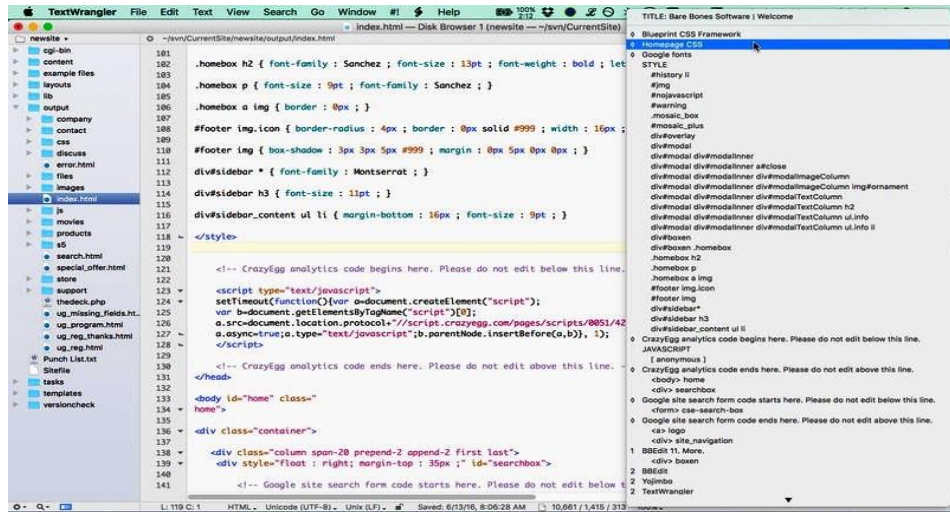 TextWrangler File Edit Text View Search Go Window #! Help 100% 2:12
index.html — Disk Browser 1 (newsite — ~/svn/CurrentSite)
newsite
~/svn/CurrentSite/newsite/output/index.html
cgi-bin
content
example files
layouts
lib
output
company
contact
css
discuss
error.html
files
images
index.html
js
movies
products
s5
search.html
special_offer.html
store
support
thedeck.php
ug_missing_fields.ht..
ug_program.html
ug_reg_thanks.html
ug_reg.html
Punch List.txt
Sitefile
tasks
templates
versioncheck
101
102 .homebox h2 { font-family : Sanchez ; font-size : 13pt ; font-weight : bold ; let
103
104 .homebox p { font-size : 9pt ; font-family : Sanchez ; }
105
106 .homebox a img { border : 0px ; }
107
108 #footer img.icon { border-radius : 4px ; border : 0px solid #999 ; width : 16px ;
109
110 #footer img { box-shadow : 3px 3px 5px #999 ; margin : 0px 5px 0px 0px ; }
111
112 div#sidebar * { font-family : Montserrat ; }
113
114 div#sidebar h3 { font-size : 11pt ; }
115
116 div#sidebar_content ul li { margin-bottom : 16px ; font-size : 9pt ; }
117
118 </style>
119
120
121 <!-- CrazyEgg analytics code begins here. Please do not edit below this line.
122
123 <script type="text/javascript">
124 setTimeout(function(){var a=document.createElement("script");
125 var b=document.getElementsByTagName("script")[0];
126 a.src=document.location.protocol+"//script.crazyegg.com/pages/scripts/0051/42
127 a.async=true;a.type="text/javascript";b.parentNode.insertBefore(a,b)}, 1);
128 </script>
129
130 <!-- CrazyEgg analytics code ends here. Please do not edit above this line. -
131 </head>
132
133 <body id="home" class="
134 home">
135
136 <div class="container">
137
138 <div class="column span-20 prepend-2 append-2 first last">
139 <div style="float : right; margin-top : 35px ;" id="searchbox">
140
141 <!-- Google site search form code starts here. Please do not edit below t
L: 119 C: 1 HTML Unicode (UTF-8) Unix (LF) Saved: 6/13/16, 8:06:28 AM 10,661 / 1,415 / 313 100%
TITLE: Bare Bones Software | Welcome
Blueprint CSS Framework
Homepage CSS
Google fonts
STYLE
#history li
#jmg
#nojavascript
#warning
.mosaic_box
#mosaic_plus
div#overlay
div#modal
div#modal div#modalInner
div#modal div#modalInner a#close
div#modal div#modalInner div#modalImageColumn
div#modal div#modalInner div#modalImageColumn img#ornament
div#modal div#modalInner div#modalTextColumn
div#modal div#modalInner div#modalTextColumn h2
div#modal div#modalInner div#modalTextColumn ul.info
div#modal div#modalInner div#modalTextColumn ul.info li
div#boxen
div#boxen .homebox
.homebox h2
.homebox p
.homebox a img
#footer img.icon
#footer img
div#sidebar*
div#sidebar h3
div#sidebar_content ul li
CrazyEgg analytics code begins here. Please do not edit below this line.
JAVASCRIPT
[ anonymous ]
CrazyEgg analytics code ends here. Please do not edit above this line.
<body> home
<div> searchbox
Google site search form code starts here. Please do not edit below this line.
<form> cse-search-box
Google site search form code ends here. Please do not edit above this line.
<a> logo
<div> site_navigation
1 BBEdit 11. More.
<div> boxen
2 BBEdit
2 Yojimbo
2 TextWrangler